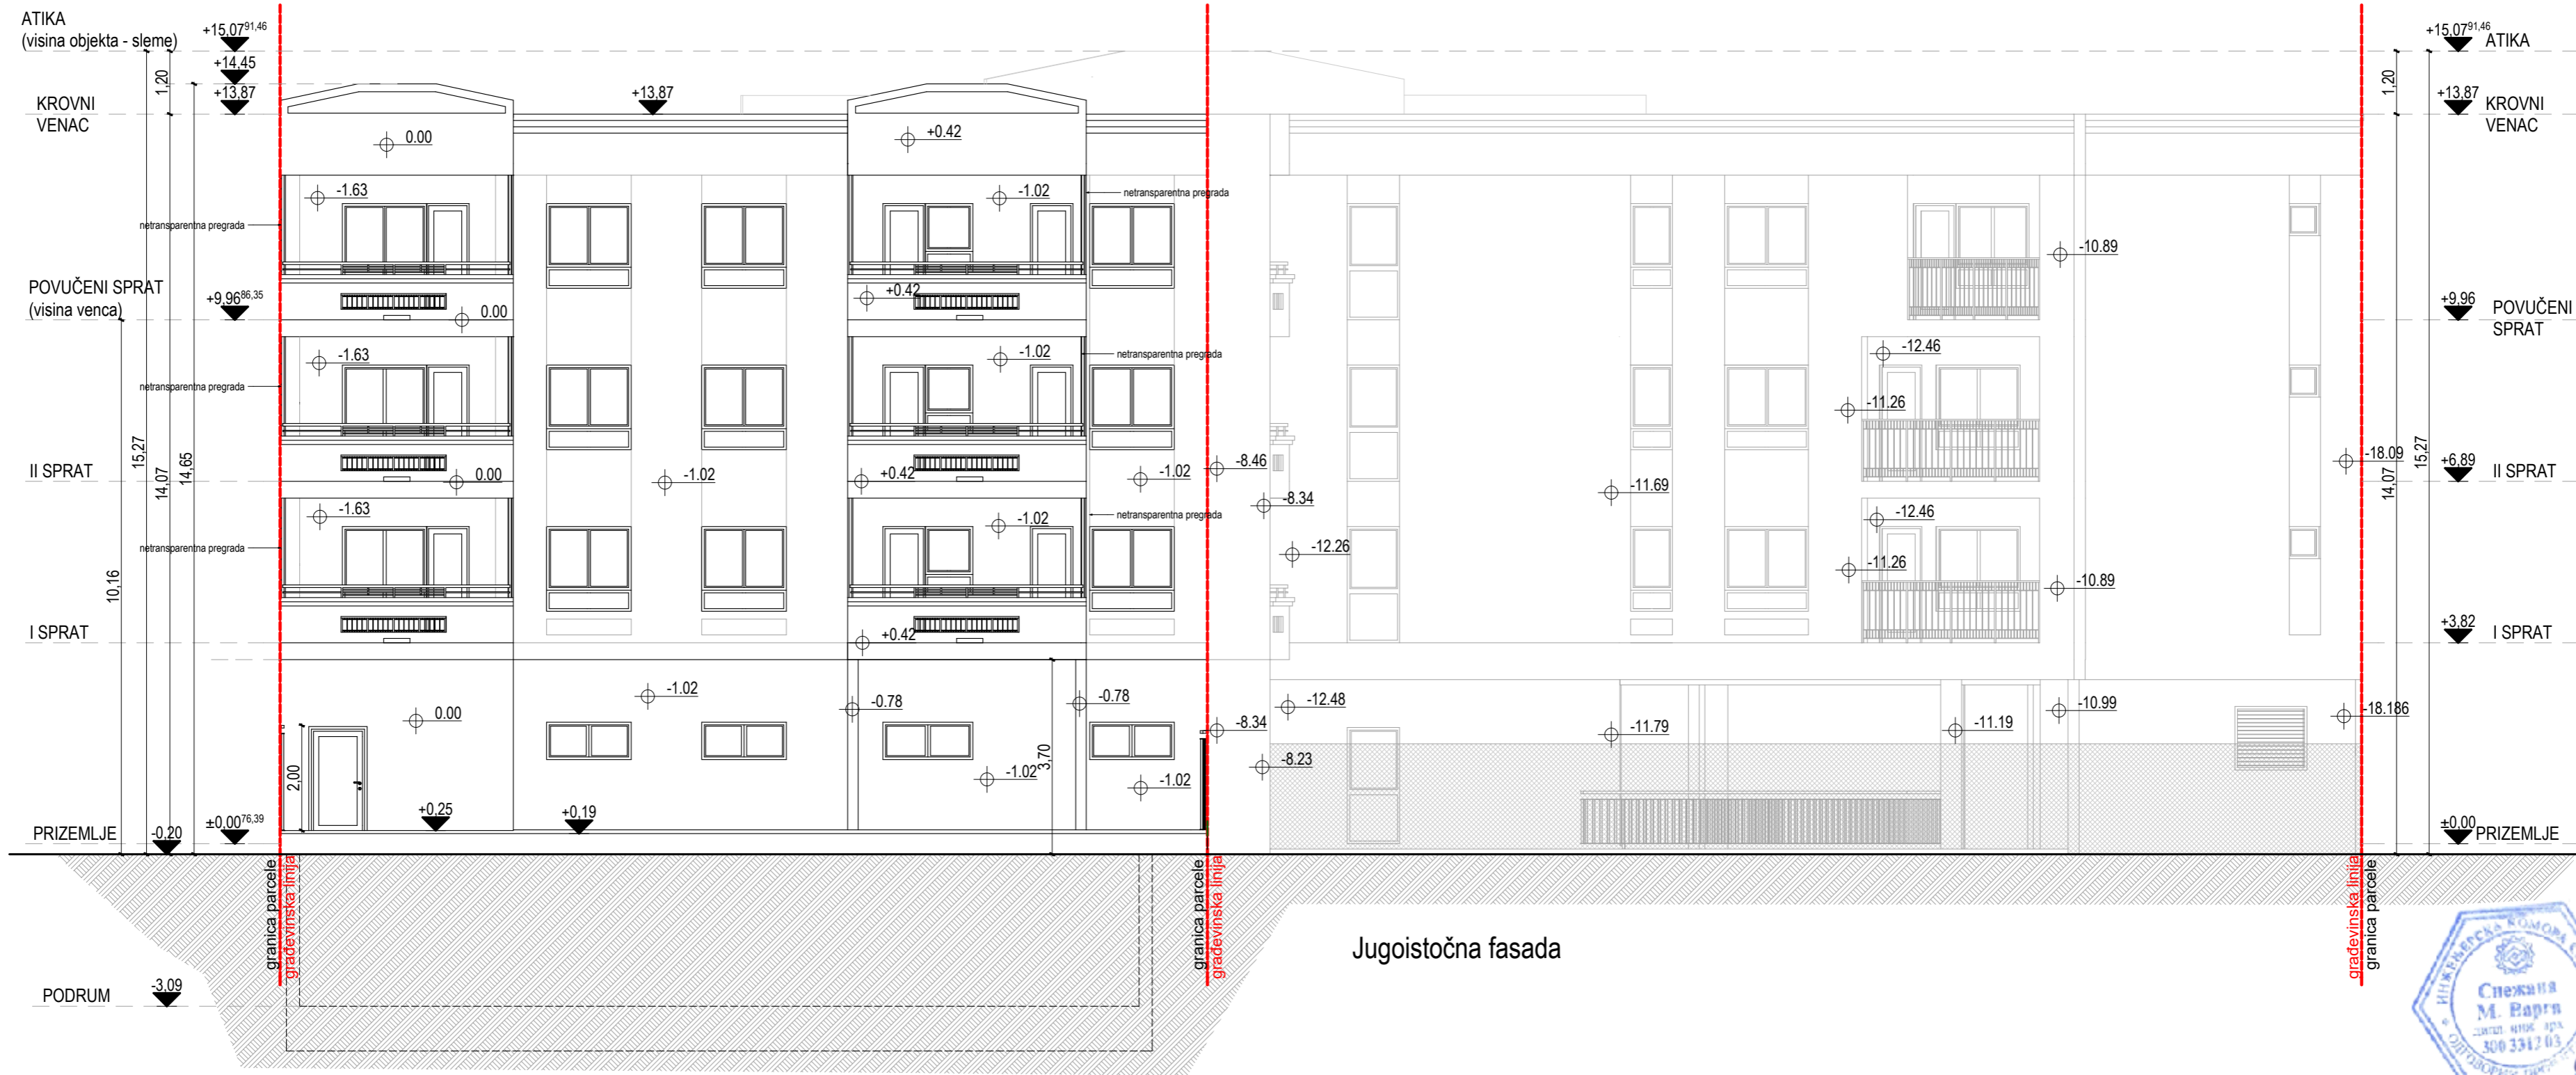 ATIKA
(visina objekta - sleme)
+15,07 91,46
+14,45
+13,87
KROVNI
VENAC
1,20
POVUČENI SPRAT
(visina venca)
+9,96 86,35
II SPRAT
I SPRAT
15,27
14,07
14,65
10,16
PRIZEMLJE
-0,20
±0,00 76,39
PODRUM
-3,09
netransparentna pregrada
netransparentna pregrada
netransparentna pregrada
0.00
+13,87
+0.42
-1.63
-1.02
netransparentna pregrada
0.00
+0.42
-1.63
-1.02
netransparentna pregrada
0.00
-1.02
+0.42
-1.02
-1.63
-1.02
netransparentna pregrada
+0.42
0.00
-1.02
-0.78
-0.78
2,00
3,70
-1.02
-1.02
+0,25
+0,19
-8.46
-8.34
-12.26
-11.69
-10.89
-12.46
-11.26
-12.46
-11.26
-10.89
-18.09
-8.34
-8.23
-12.48
-11.79
-11.19
-10.99
-18.186
+15,07 91,46
ATIKA
1,20
+13,87
KROVNI
VENAC
+9,96
POVUČENI
SPRAT
15,27
14,07
+6,89
II SPRAT
+3,82
I SPRAT
±0,00
PRIZEMLJE
granica parcele
građevinska linija
granica parcele
građevinska linija
građevinska linija
granica parcele
Jugoistočna fasada
Снежана
М. Варга
300 3312 03